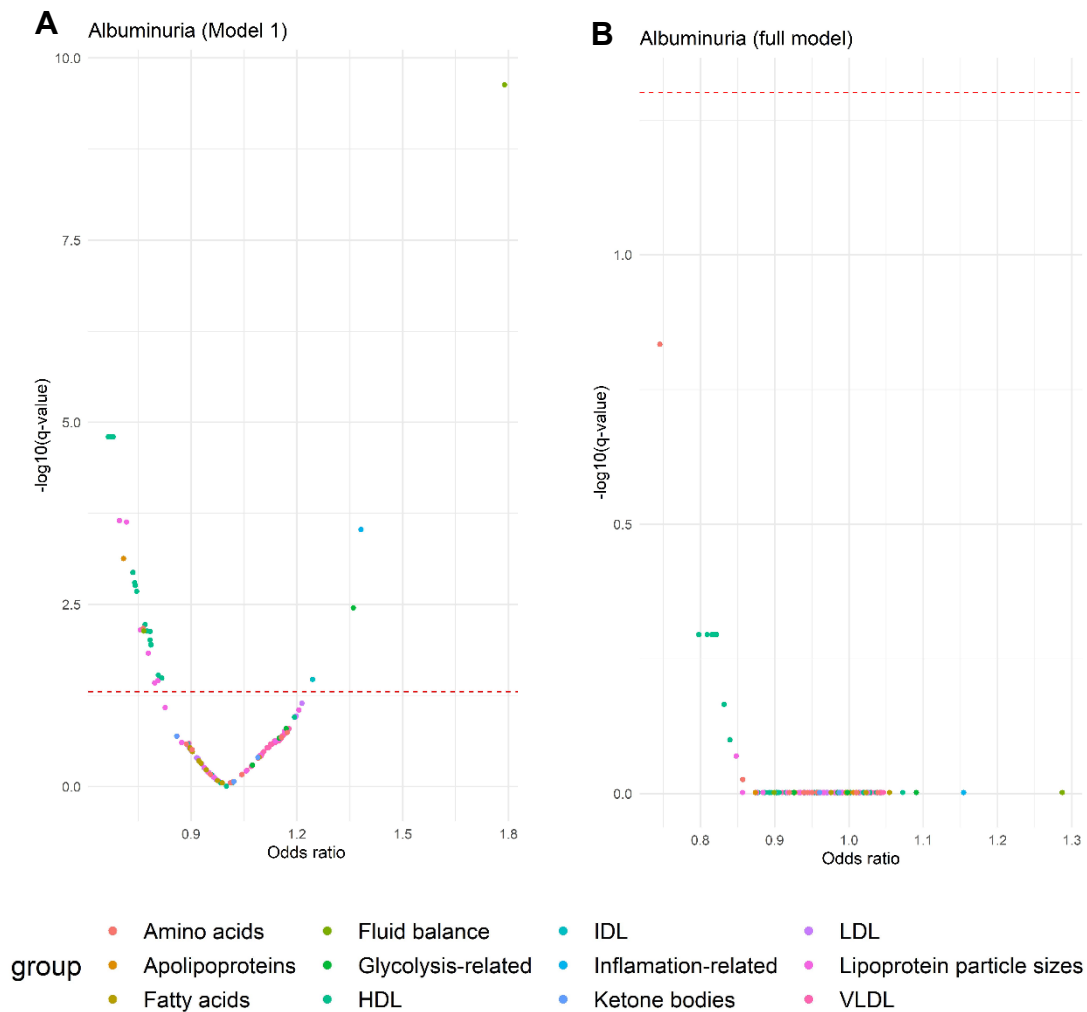 A
Albuminuria (Model 1)
10.0
7.5
5.0
2.5
0.0
-log10(q-value)
0.9
1.2
1.5
1.8
Odds ratio
B
Albuminuria (full model)
1.0
0.5
0.0
-log10(q-value)
0.8
0.9
1.0
1.1
1.2
1.3
Odds ratio
group
Amino acids
Fluid balance
IDL
LDL
Apolipoproteins
Glycolysis-related
Inflamation-related
Lipoprotein particle sizes
Fatty acids
HDL
Ketone bodies
VLDL